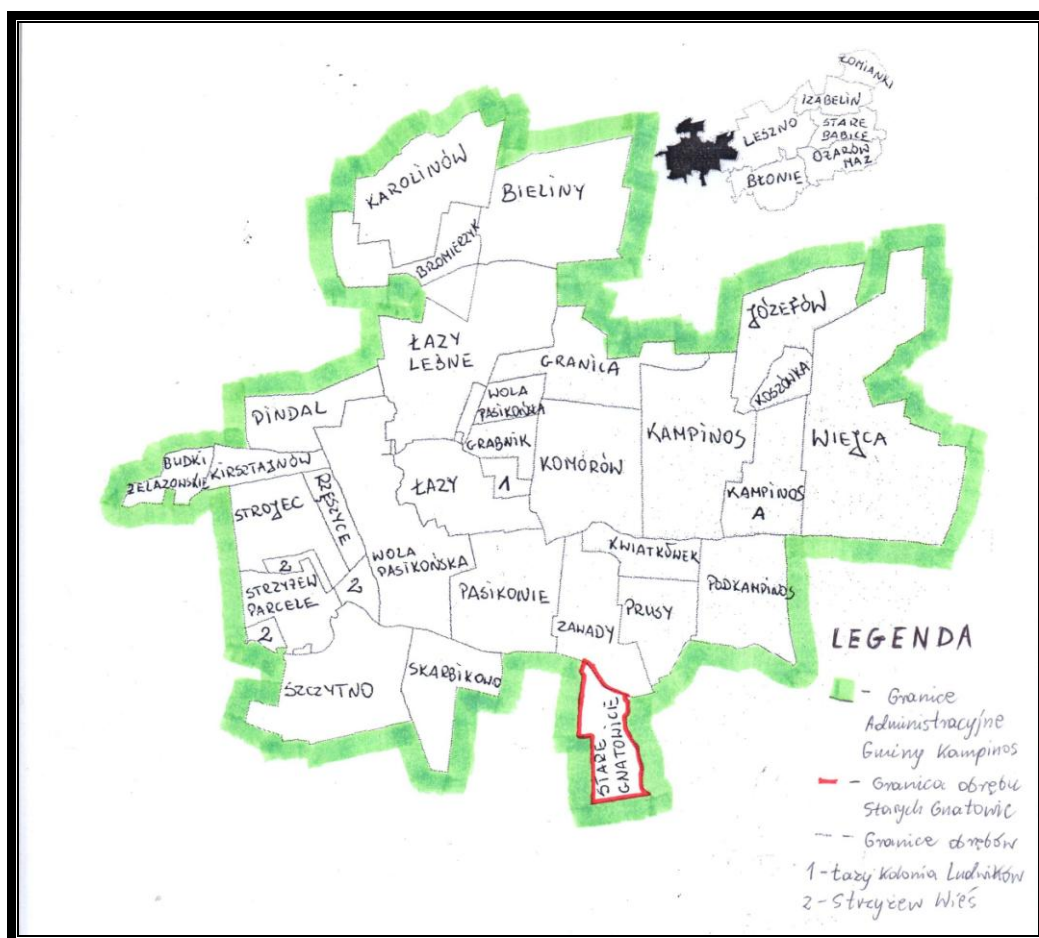 ŁOMIANKI
IZABELIN
LESZNO
STARE
BABICE
OŻARÓW
MAZ
BŁONIE
KAROLINÓW
BIELINY
BROMIERZYK
JÓZEFÓW
ŁAZY
LEŚNE
GRANICA
KOSZÓWKA
WOLA
PASIKOŃSKA
DINDAL
GRABNIK
KAMPINOS
WIEJCA
KOMORÓW
BUDKI
ŻELAZOWSKIE
KIRSZTAJNÓW
ŁAZY
1
RZĘSZYCE
KAMPINOS
A
STROJEC
KWIATKÓWEK
WOLA
PASIKOŃSKA
2
STRZYŻEW
PARCELE
2
PASIKONIE
PRUSY
PODKAMPINOS
ZAWADY
2
SKARBIKOWO
SZCZYTNO
STARE
GNATOWICE
LEGENDA
- Granice
Administracyjne
Gminy Kampinos
- Granica obrębu
Starych Gnatowic
- Granice obrębów
1 - Łazy Kolonia Ludwików
2 - Strzyżew Wieś